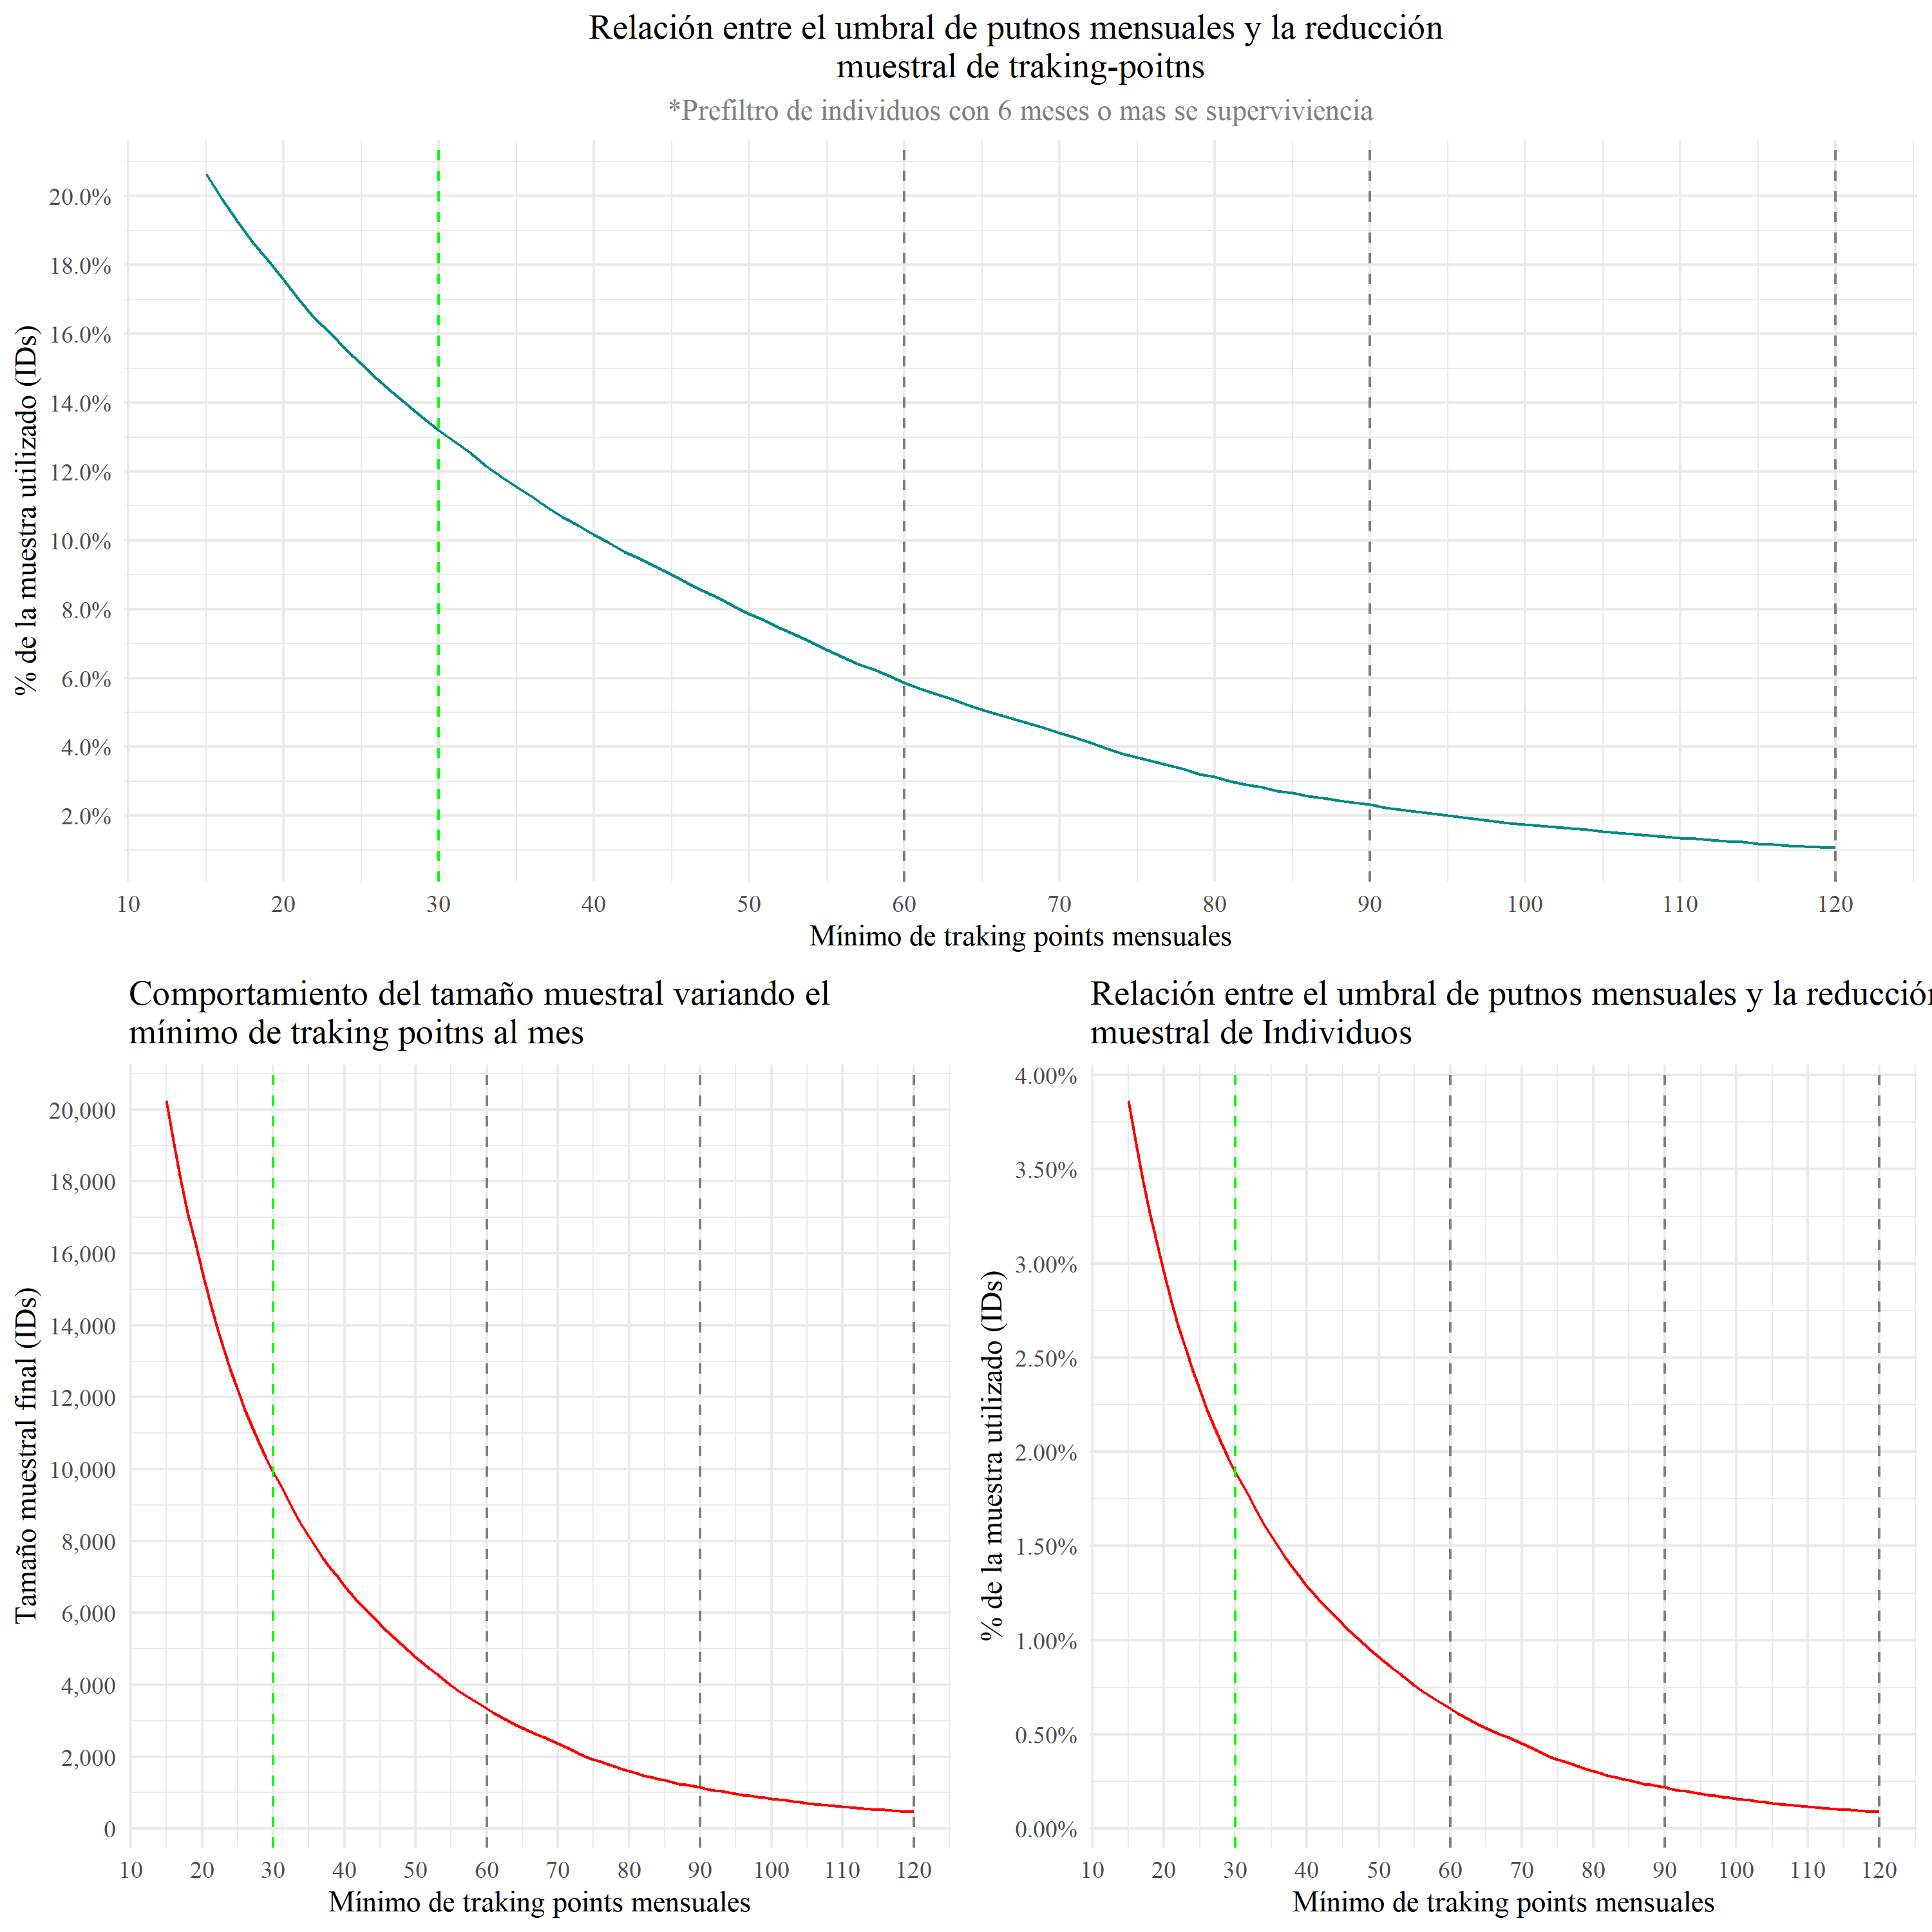 Relación entre el umbral de putnos mensuales y la reducción
muestral de traking-poitns
*Prefiltro de individuos con 6 meses o mas se superviviencia
% de la muestra utilizado (IDs)
20.0%
18.0%
16.0%
14.0%
12.0%
10.0%
8.0%
6.0%
4.0%
2.0%
10 20 30 40 50 60 70 80 90 100 110 120
Mínimo de traking points mensuales
Comportamiento del tamaño muestral variando el
mínimo de traking poitns al mes
Tamaño muestral final (IDs)
20,000
18,000
16,000
14,000
12,000
10,000
8,000
6,000
4,000
2,000
0
10 20 30 40 50 60 70 80 90 100 110 120
Mínimo de traking points mensuales
Relación entre el umbral de putnos mensuales y la reducción
muestral de Individuos
% de la muestra utilizado (IDs)
4.00%
3.50%
3.00%
2.50%
2.00%
1.50%
1.00%
0.50%
0.00%
10 20 30 40 50 60 70 80 90 100 110 120
Mínimo de traking points mensuales